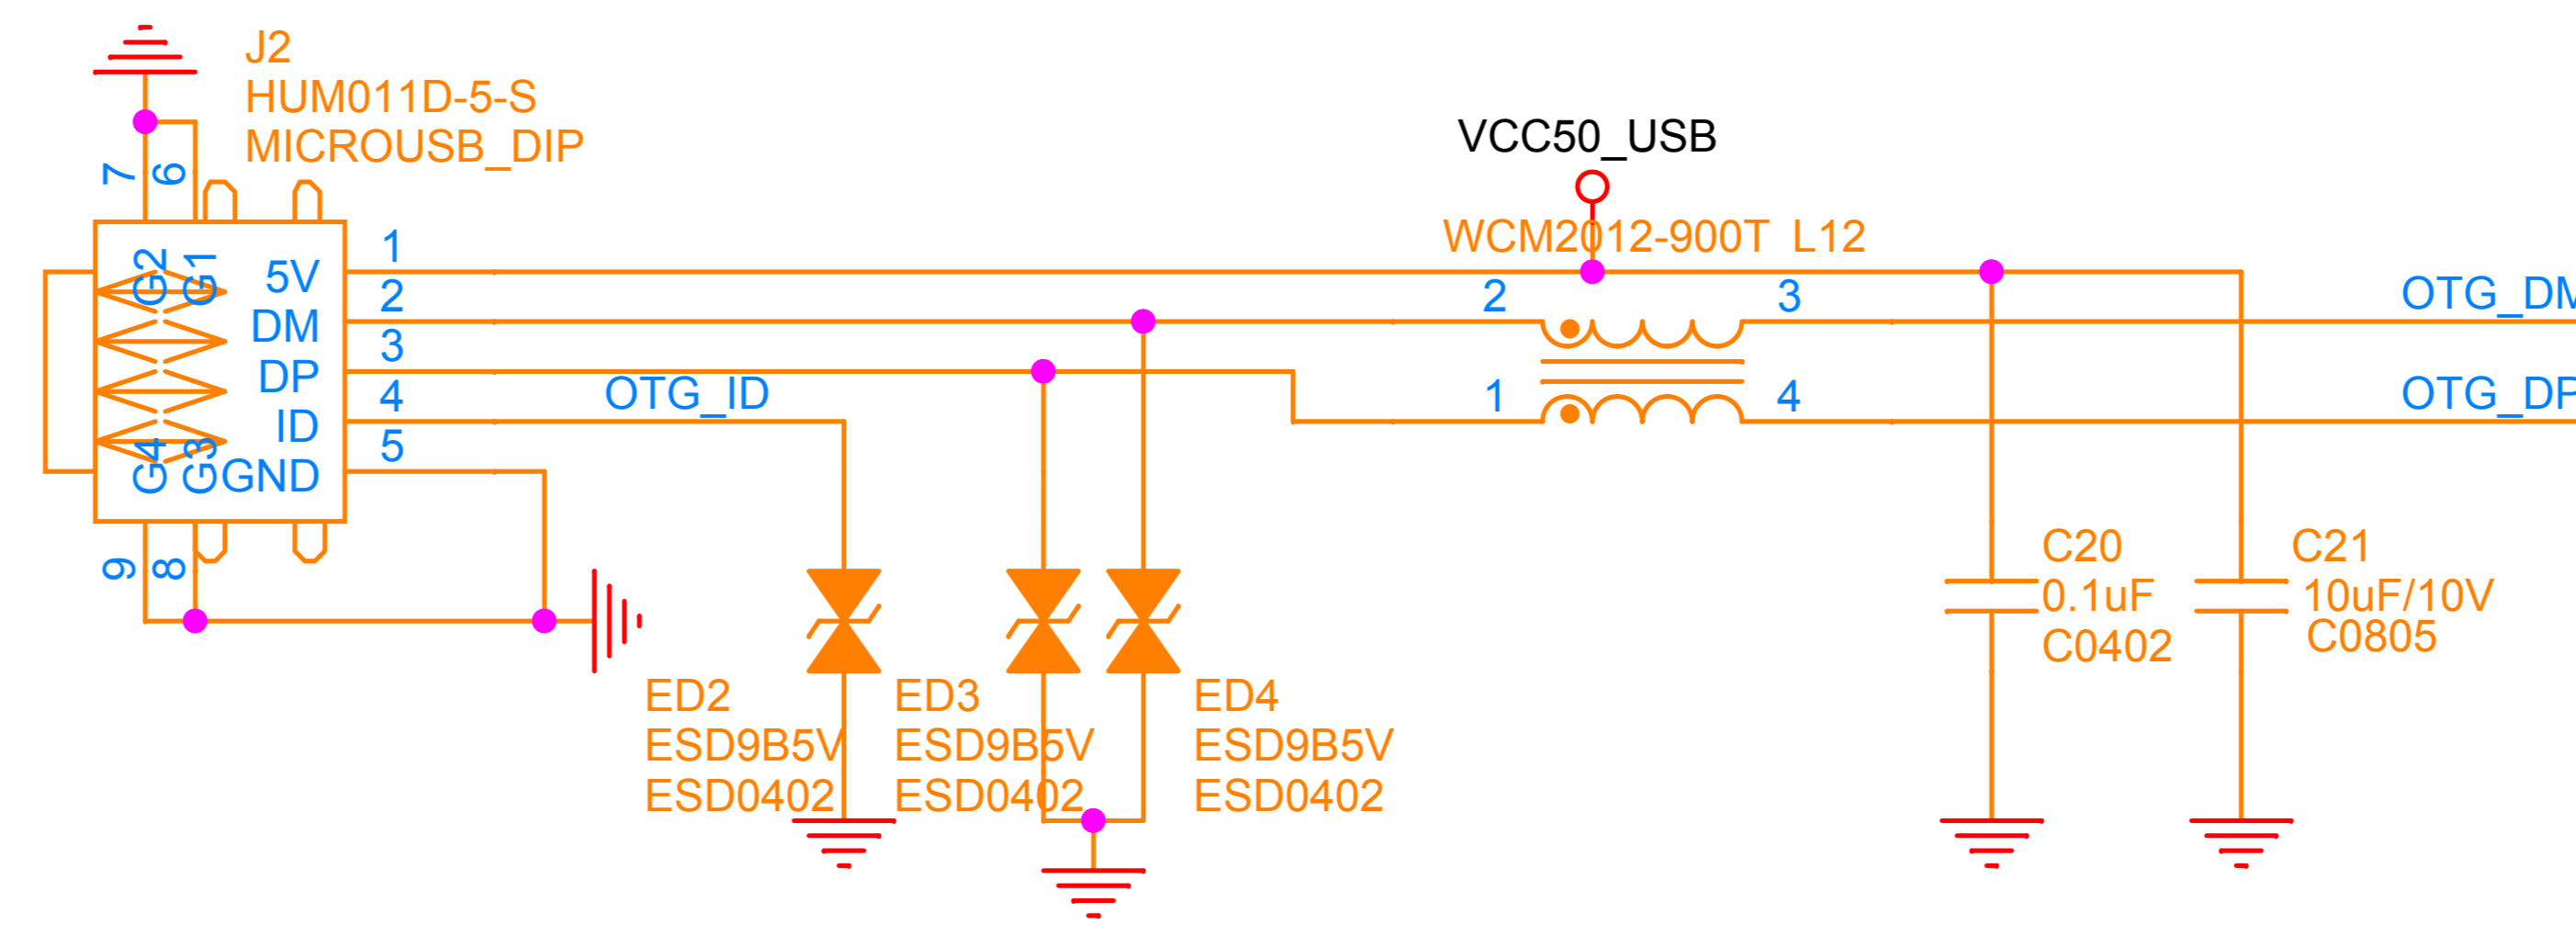 J2
HUM011D-5-S
MICROUSB_DIP
7
6
G2
G1
5V
DM
DP
ID
GND
G4
G3
1
2
3
4
5
9
8
OTG_ID
VCC50_USB
WCM2012-900T L12
2
3
1
4
OTG_DM
OTG_DP
ED2
ESD9B5V
ESD0402
ED3
ESD9B5V
ESD0402
ED4
ESD9B5V
ESD0402
C20
0.1uF
C0402
C21
10uF/10V
C0805